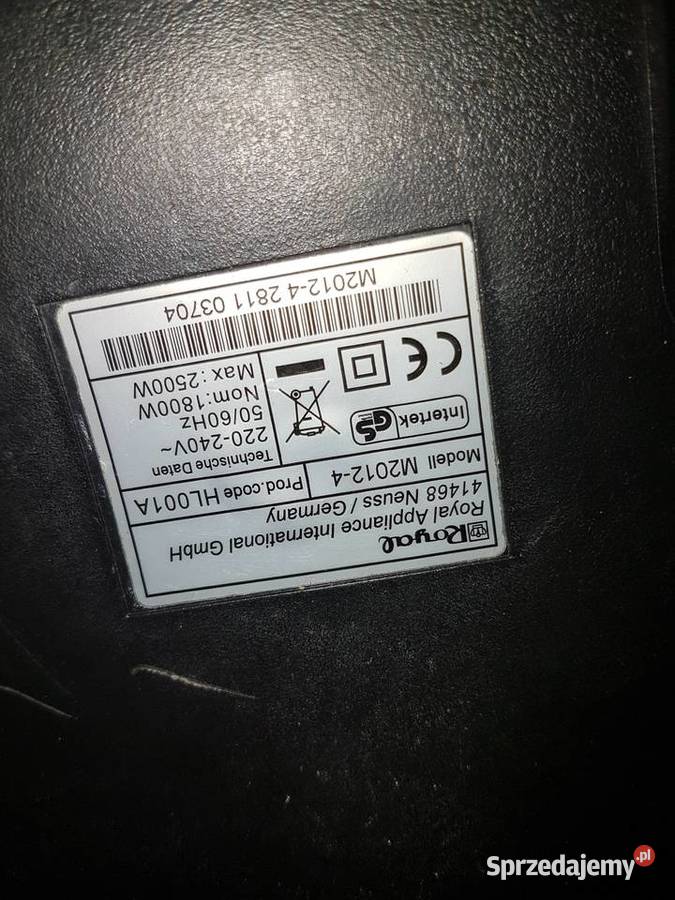 Royal
Royal Appliance International GmbH
41468 Neuss / Germany
Modell M2012-4
Prod.code HL001A
Intertek
GS
CE
Technische Daten
220-240V~
50/60Hz
Nom:1800W
Max:2500W
M2012-4 2811 03704
Sprzedajemy.pl